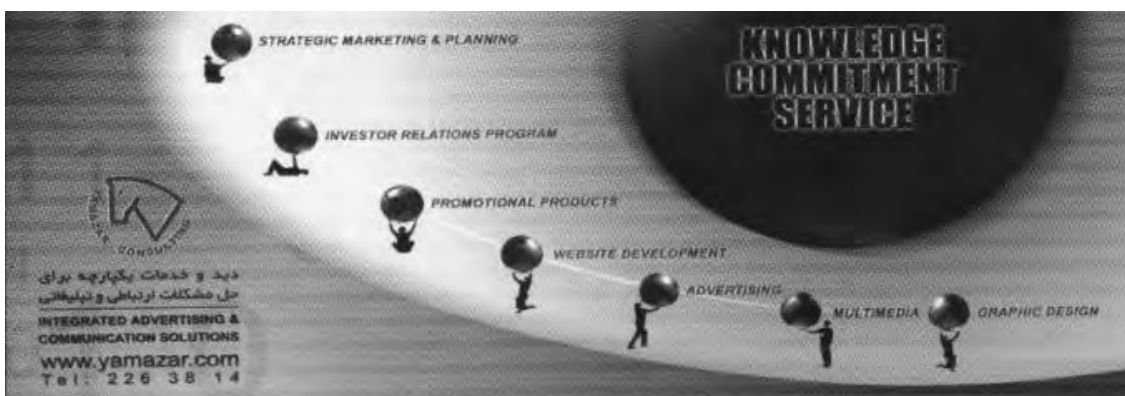 STRATEGIC MARKETING & PLANNING
KNOWLEDGE
COMMITMENT
SERVICE
INVESTOR RELATIONS PROGRAM
PROMOTIONAL PRODUCTS
WEBSITE DEVELOPMENT
ADVERTISING
MULTIMEDIA
GRAPHIC DESIGN
YAMAZAR CONSULTING
دید و خدمات یکپارچه برای
حل مشکلات ارتباطی و تبلیغاتی
INTEGRATED ADVERTISING &
COMMUNICATION SOLUTIONS
www.yamazar.com
Tel: 226 38 14